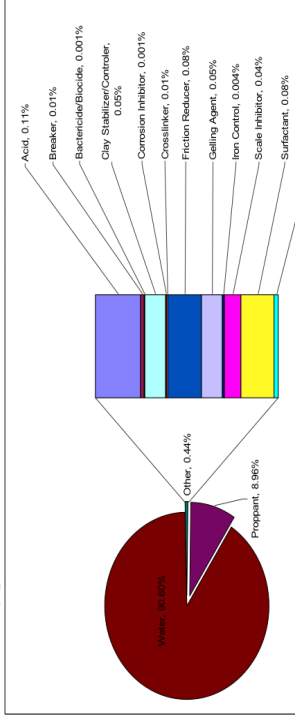 Acid, 0.11%
Breaker, 0.01%
Bactericide/Biocide, 0.001%
Clay Stabilizer/Controler,
0.05%
Corrosion Inhibitor, 0.001%
Crosslinker, 0.01%
Friction Reducer, 0.08%
Gelling Agent, 0.05%
Iron Control, 0.004%
Scale Inhibitor, 0.04%
Surfactant, 0.08%
Water, 90.60%
Other, 0.44%
Proppant, 8.96%